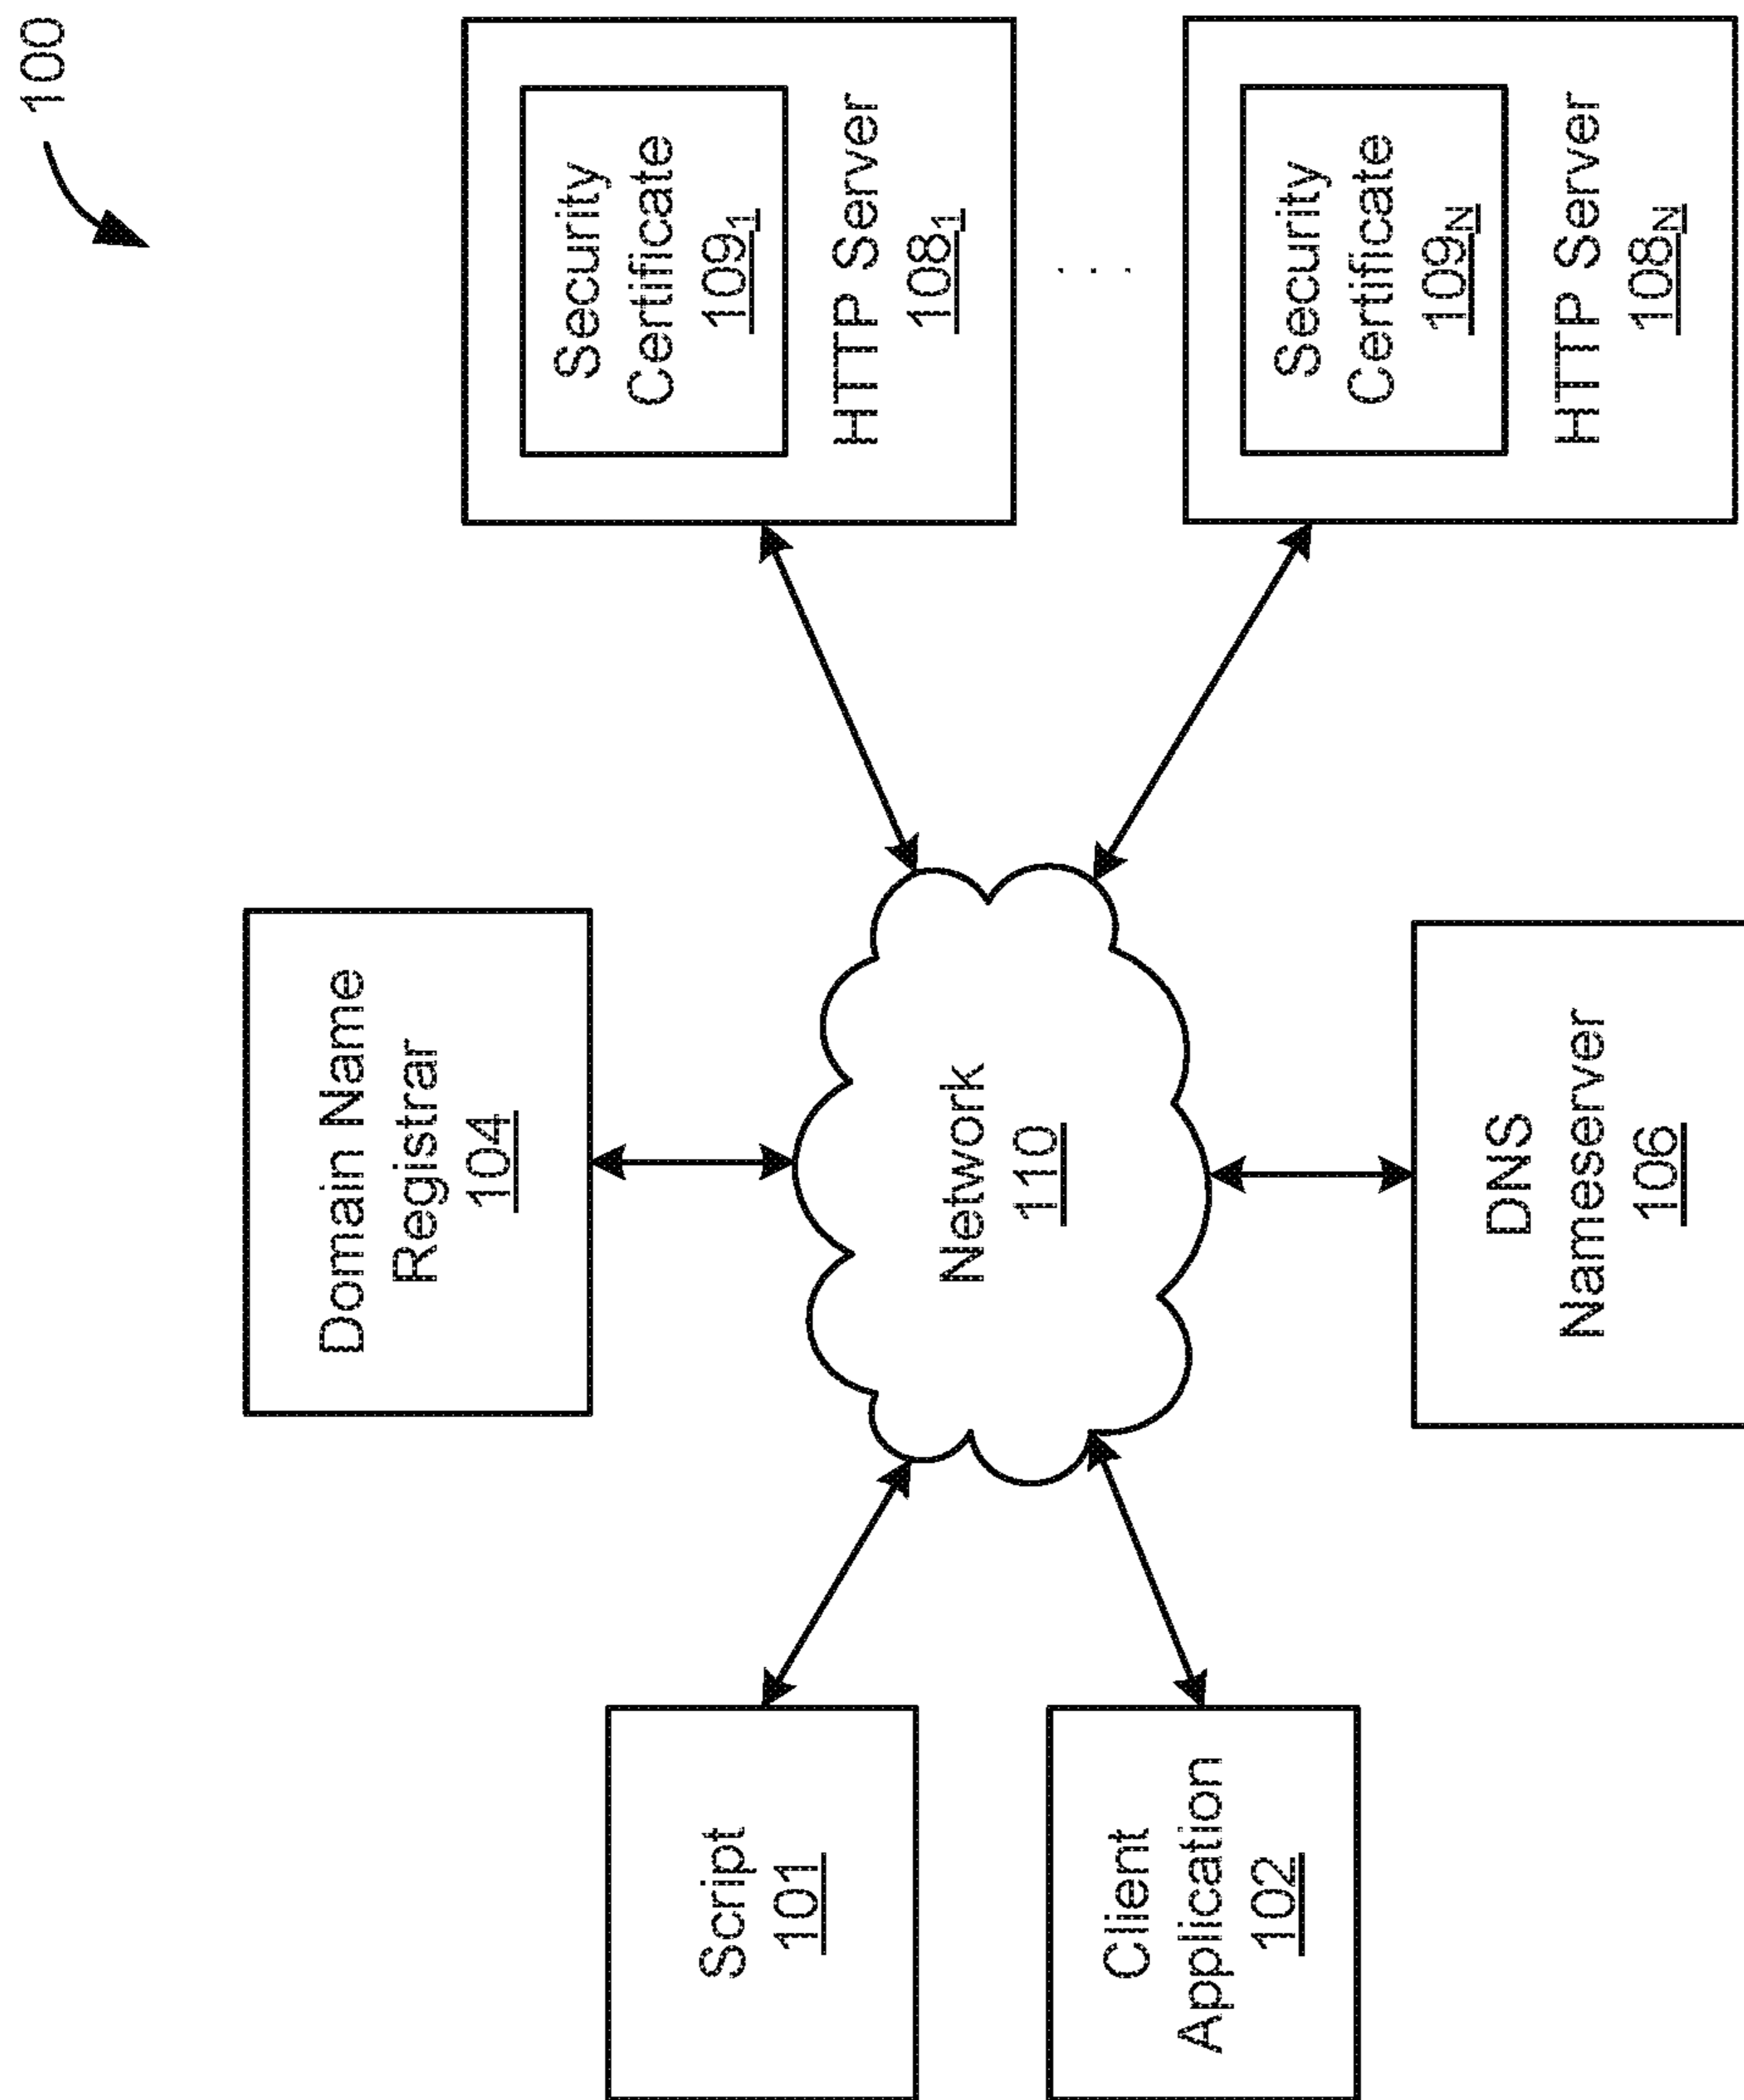 100
Domain Name
Registrar
104
Script
101
Client
Application
102
Network
110
DNS
Nameserver
106
Security
Certificate
109₁
HTTP Server
108₁
. . .
Security
Certificate
109N
HTTP Server
108N